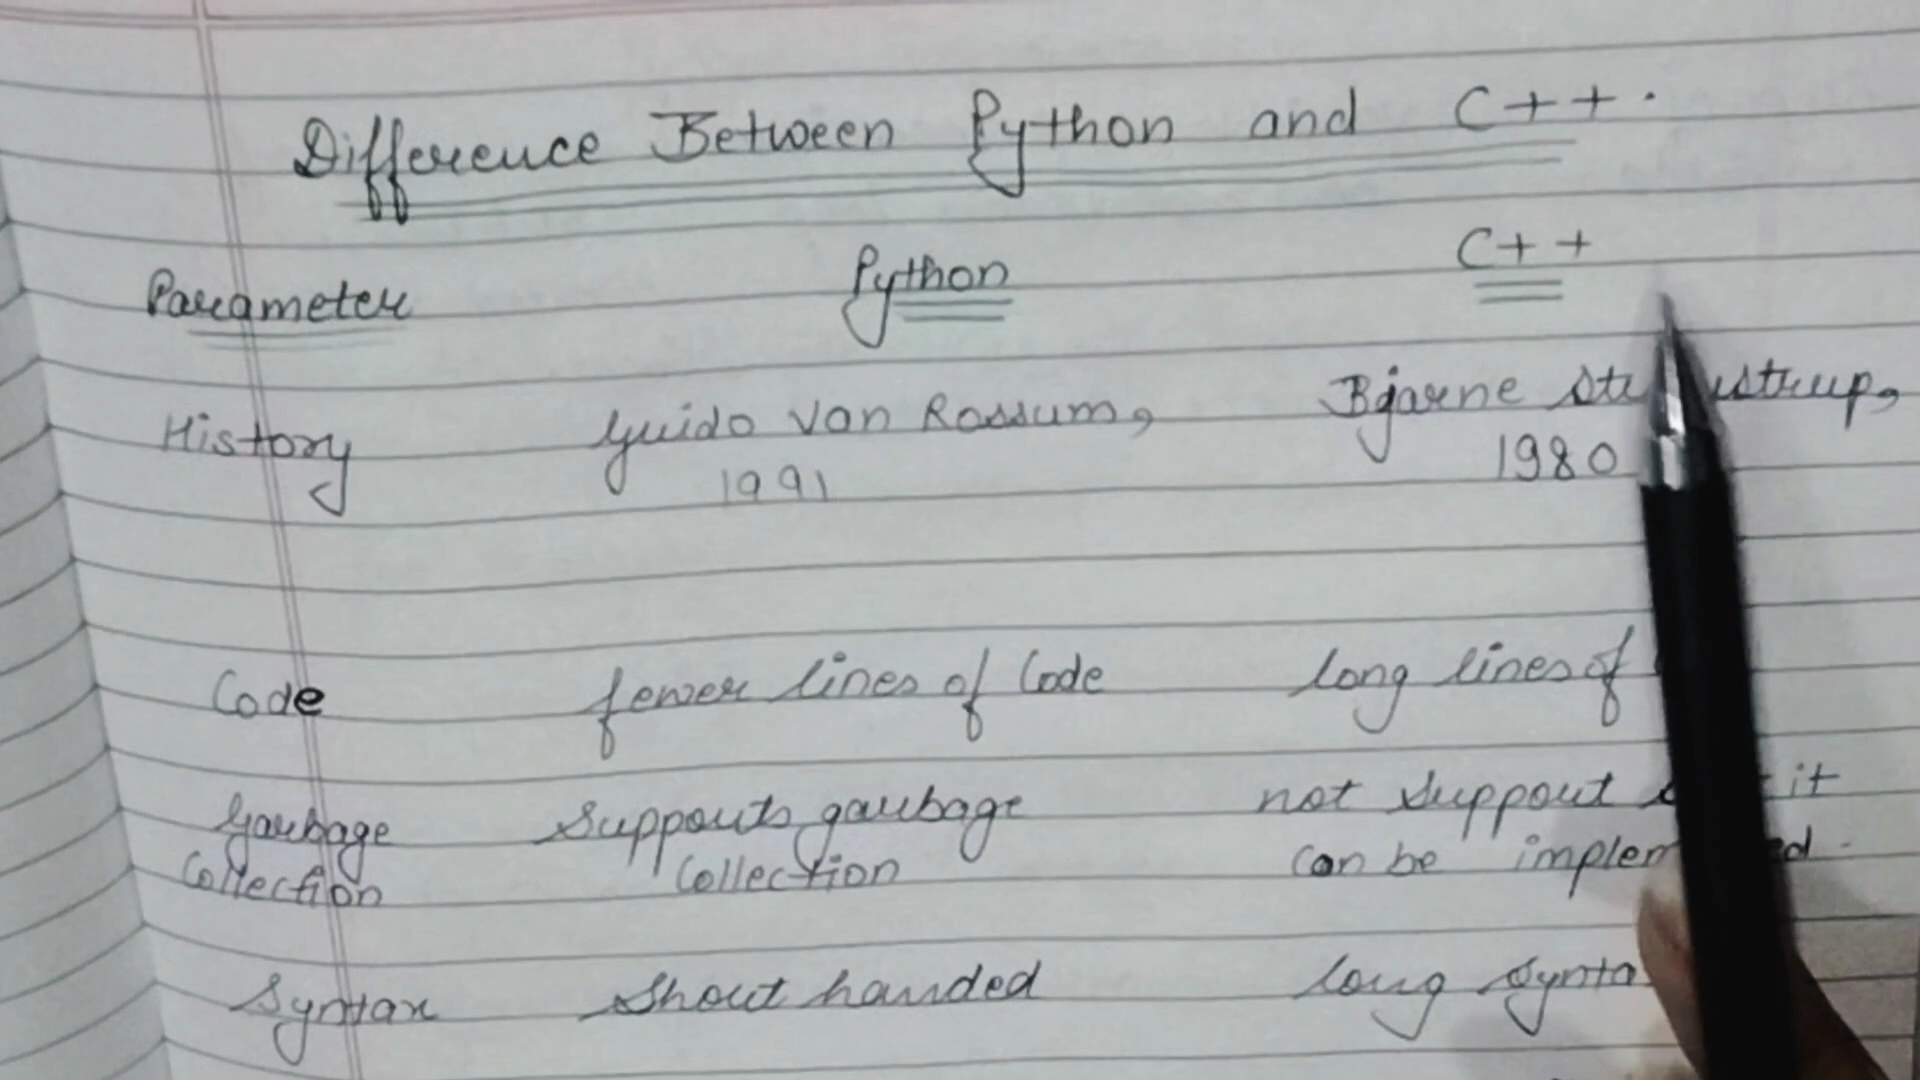 Difference Between Python and C++.
Parameter Python C++
History Guido Van Rossum, Bjarne
1991 1980
Code fewer lines of Code long lines of
Garbage Supports garbage not support it
Collection Collection can be
Syntax Short handed long